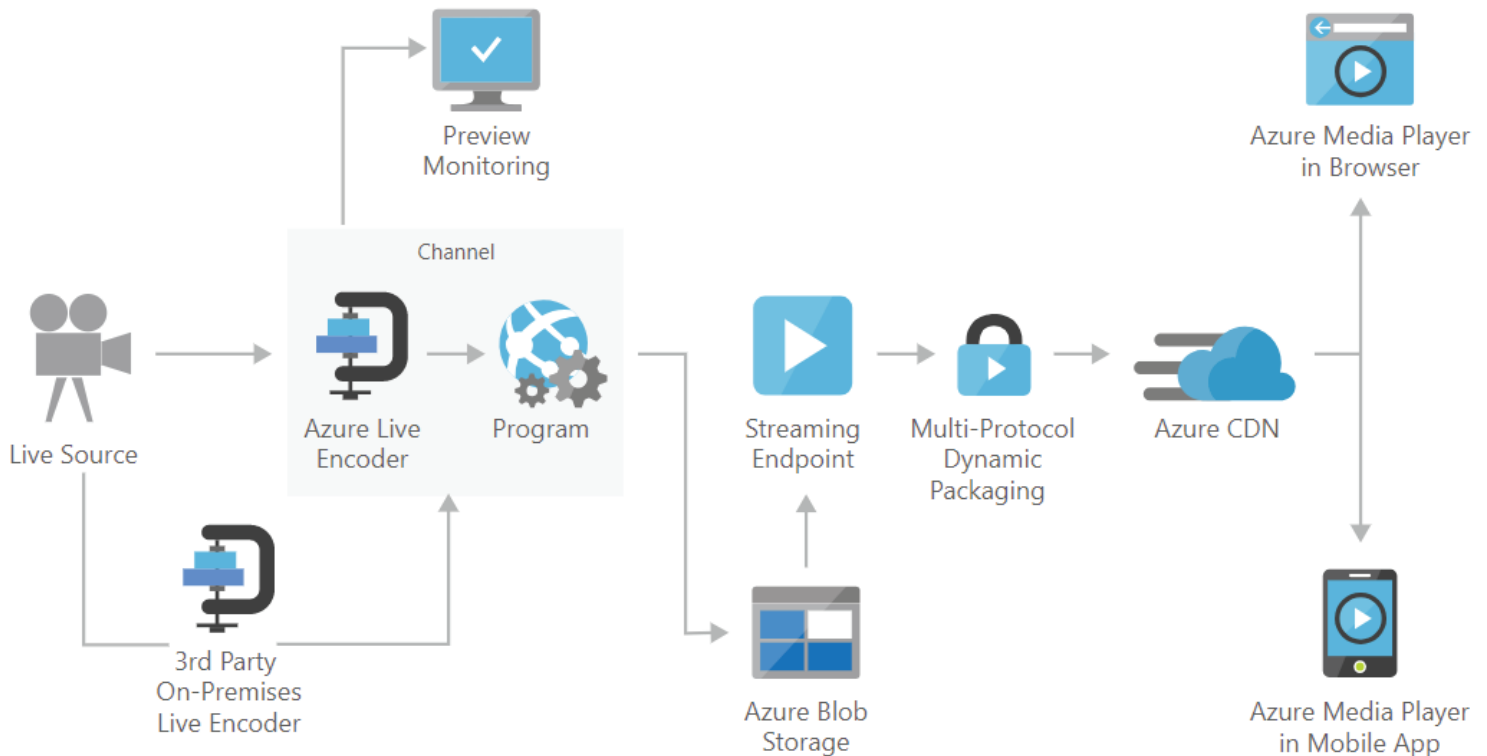 Preview
Monitoring
Azure Media Player
in Browser
Channel
Live Source
Azure Live
Encoder
Program
Streaming
Endpoint
Multi-Protocol
Dynamic
Packaging
Azure CDN
3rd Party
On-Premises
Live Encoder
Azure Blob
Storage
Azure Media Player
in Mobile App